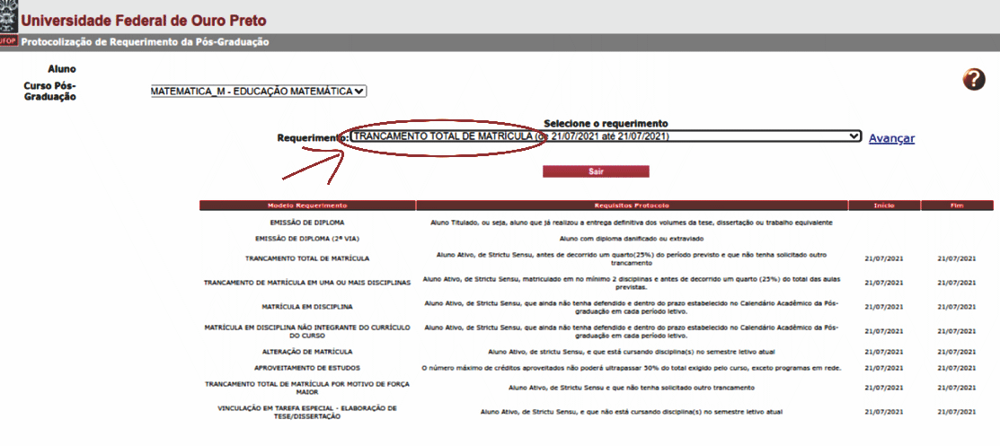 Universidade Federal de Ouro Preto
UFOP Protocolização de Requerimento da Pós-Graduação
Aluno
Curso Pós-
Graduação
MATEMATICA_M - EDUCAÇÃO MATEMÁTICA
?
Selecione o requerimento
Requerimento: TRANCAMENTO TOTAL DE MATRÍCULA (de 21/07/2021 até 21/07/2021) Avançar
Sair
Modelo Requerimento Requisitos Protocolo Início Fim
EMISSÃO DE DIPLOMA Aluno Titulado, ou seja, aluno que já realizou a entrega definitiva dos volumes da tese, dissertação ou trabalho equivalente
EMISSÃO DE DIPLOMA (2ª VIA) Aluno com diploma danificado ou extraviado
TRANCAMENTO TOTAL DE MATRÍCULA Aluno Ativo, de Strictu Sensu, antes de decorrido um quarto(25%) do período previsto e que não tenha solicitado outro
trancamento 21/07/2021 21/07/2021
TRANCAMENTO DE MATRÍCULA EM UMA OU MAIS DISCIPLINAS Aluno Ativo, de Strictu Sensu, matriculado em no mínimo 2 disciplinas e antes de decorrido um quarto (25%) do total das aulas
previstas. 21/07/2021 21/07/2021
MATRÍCULA EM DISCIPLINA Aluno Ativo, de Strictu Sensu, que ainda não tenha defendido e dentro do prazo estabelecido no Calendário Acadêmico da Pós-
graduação em cada período letivo. 21/07/2021 21/07/2021
MATRÍCULA EM DISCIPLINA NÃO INTEGRANTE DO CURRÍCULO
DO CURSO Aluno Ativo, de Strictu Sensu, que ainda não tenha defendido e dentro do prazo estabelecido no Calendário Acadêmico da Pós-
graduação em cada período letivo. 21/07/2021 21/07/2021
ALTERAÇÃO DE MATRÍCULA Aluno Ativo, de strictu Sensu, e que está cursando disciplina(s) no semestre letivo atual 21/07/2021 21/07/2021
APROVEITAMENTO DE ESTUDOS O número máximo de créditos aproveitados não poderá ultrapassar 50% do total exigido pelo curso, exceto programas em rede. 21/07/2021 21/07/2021
TRANCAMENTO TOTAL DE MATRÍCULA POR MOTIVO DE FORÇA
MAIOR Aluno Ativo, de Strictu Sensu e que não tenha solicitado outro trancamento 21/07/2021 21/07/2021
VINCULAÇÃO EM TAREFA ESPECIAL - ELABORAÇÃO DE
TESE/DISSERTAÇÃO Aluno Ativo, de Strictu Sensu, e que não está cursando disciplina(s) no semestre letivo atual 21/07/2021 21/07/2021